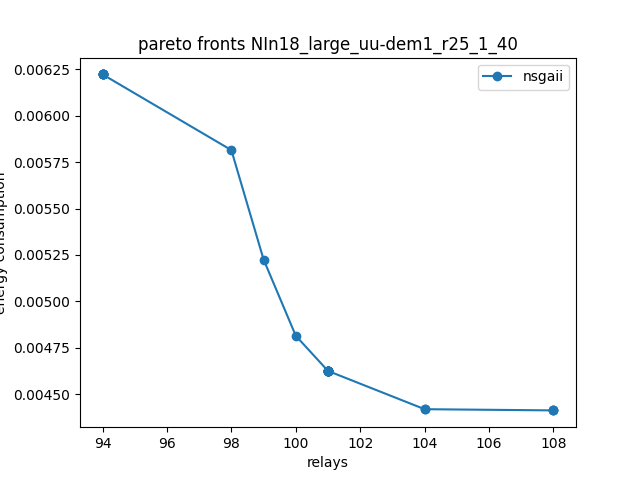 pareto fronts NIn18_large_uu-dem1_r25_1_40
nsgaii
0.00625
0.00600
0.00575
0.00550
0.00525
0.00500
0.00475
0.00450
energy consumption
94 96 98 100 102 104 106 108
relays